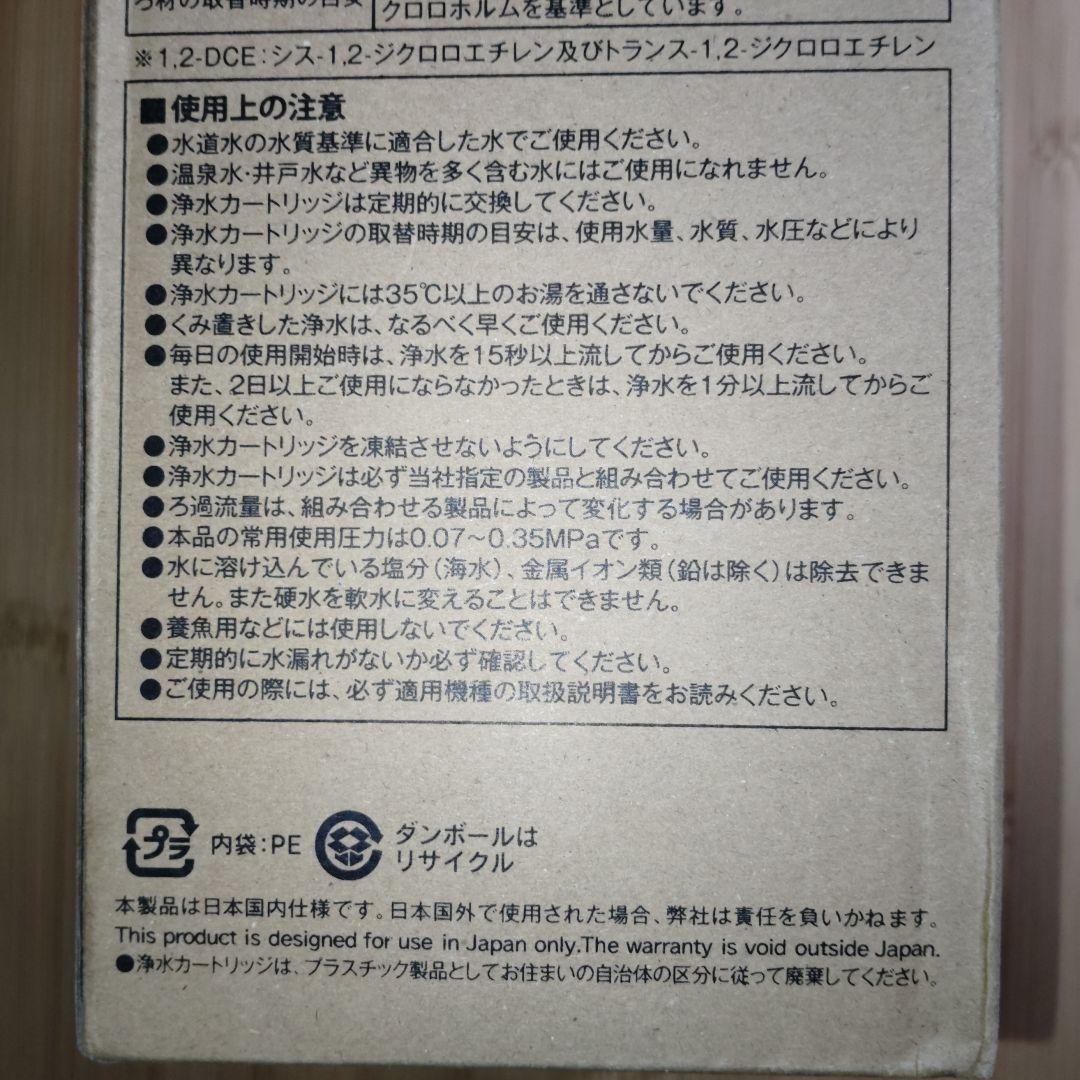 ろ材の取替時期の目安
クロロホルムを基準としています。
※1,2-DCE：シス-1,2-ジクロロエチレン及びトランス-1,2-ジクロロエチレン
■使用上の注意
●水道水の水質基準に適合した水でご使用ください。
●温泉水・井戸水など異物を多く含む水にはご使用になれません。
●浄水カートリッジは定期的に交換してください。
●浄水カートリッジの取替時期の目安は、使用水量、水質、水圧などにより
異なります。
●浄水カートリッジには35℃以上のお湯を通さないでください。
●くみ置きした浄水は、なるべく早くご使用ください。
●毎日の使用開始時は、浄水を15秒以上流してからご使用ください。
また、2日以上ご使用にならなかったときは、浄水を1分以上流してからご
使用ください。
●浄水カートリッジを凍結させないようにしてください。
●浄水カートリッジは必ず当社指定の製品と組み合わせてご使用ください。
●ろ過流量は、組み合わせる製品によって変化する場合があります。
●本品の常用使用圧力は0.07～0.35MPaです。
●水に溶け込んでいる塩分（海水）、金属イオン類（鉛は除く）は除去できま
せん。また硬水を軟水に変えることはできません。
●養魚用などには使用しないでください。
●定期的に水漏れがないか必ず確認してください。
●ご使用の際には、必ず適用機種の取扱説明書をお読みください。
プラ 内袋：PE
ダンボールは
リサイクル
本製品は日本国内仕様です。日本国外で使用された場合、弊社は責任を負いかねます。
This product is designed for use in Japan only.The warranty is void outside Japan.
●浄水カートリッジは、プラスチック製品としてお住まいの自治体の区分に従って廃棄してください。